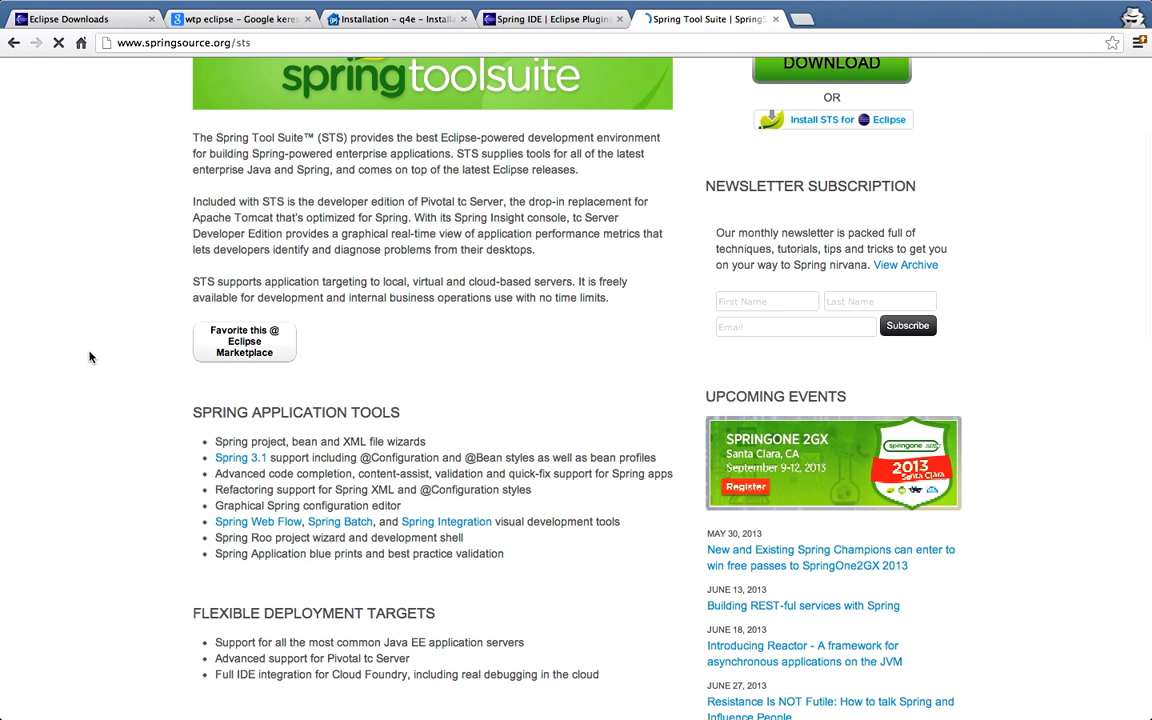 Eclipse Downloads
wtp eclipse - Google keres
Installation - q4e - Installa
Spring IDE | Eclipse Plugins
Spring Tool Suite | SpringS
www.springsource.org/sts
springtoolsuite
The Spring Tool Suite™ (STS) provides the best Eclipse-powered development environment
for building Spring-powered enterprise applications. STS supplies tools for all of the latest
enterprise Java and Spring, and comes on top of the latest Eclipse releases.
Included with STS is the developer edition of Pivotal tc Server, the drop-in replacement for
Apache Tomcat that's optimized for Spring. With its Spring Insight console, tc Server
Developer Edition provides a graphical real-time view of application performance metrics that
lets developers identify and diagnose problems from their desktops.
STS supports application targeting to local, virtual and cloud-based servers. It is freely
available for development and internal business operations use with no time limits.
Favorite this @
Eclipse
Marketplace
SPRING APPLICATION TOOLS
Spring project, bean and XML file wizards
Spring 3.1 support including @Configuration and @Bean styles as well as bean profiles
Advanced code completion, content-assist, validation and quick-fix support for Spring apps
Refactoring support for Spring XML and @Configuration styles
Graphical Spring configuration editor
Spring Web Flow, Spring Batch, and Spring Integration visual development tools
Spring Roo project wizard and development shell
Spring Application blue prints and best practice validation
FLEXIBLE DEPLOYMENT TARGETS
Support for all the most common Java EE application servers
Advanced support for Pivotal tc Server
Full IDE integration for Cloud Foundry, including real debugging in the cloud
DOWNLOAD
OR
Install STS for Eclipse
NEWSLETTER SUBSCRIPTION
Our monthly newsletter is packed full of
techniques, tutorials, tips and tricks to get you
on your way to Spring nirvana. View Archive
First Name
Last Name
Email
Subscribe
UPCOMING EVENTS
SPRINGONE 2GX
Santa Clara, CA
September 9-12, 2013
Register
springone 2GX
2013
Santa Clara
MAY 30, 2013
New and Existing Spring Champions can enter to
win free passes to SpringOne2GX 2013
JUNE 13, 2013
Building REST-ful services with Spring
JUNE 18, 2013
Introducing Reactor - A framework for
asynchronous applications on the JVM
JUNE 27, 2013
Resistance Is NOT Futile: How to talk Spring and
Influence People